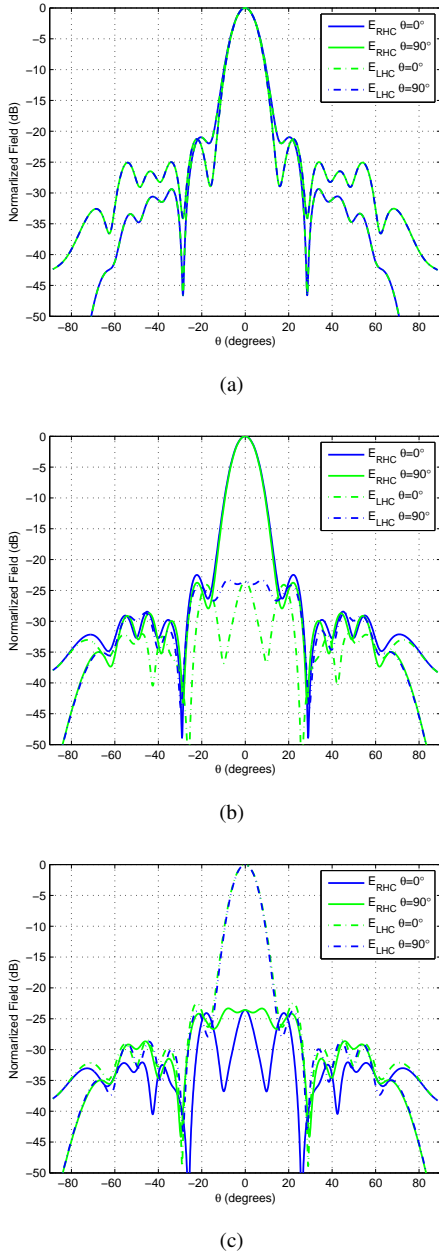 0
−5
−10
−15
−20
−25
−30
−35
−40
−45
−50
Normarlized Field (dB)
−80 −60 −40 −20 0 20 40 60 80
θ (degrees)
E_RHC θ=0°
E_RHC θ=90°
E_LHC θ=0°
E_LHC θ=90°
(a)
0
−5
−10
−15
−20
−25
−30
−35
−40
−45
−50
Normarlized Field (dB)
−80 −60 −40 −20 0 20 40 60 80
θ (degrees)
E_RHC θ=0°
E_RHC θ=90°
E_LHC θ=0°
E_LHC θ=90°
(b)
0
−5
−10
−15
−20
−25
−30
−35
−40
−45
−50
Normarlized Field (dB)
−80 −60 −40 −20 0 20 40 60 80
θ (degrees)
E_RHC θ=0°
E_RHC θ=90°
E_LHC θ=0°
E_LHC θ=90°
(c)